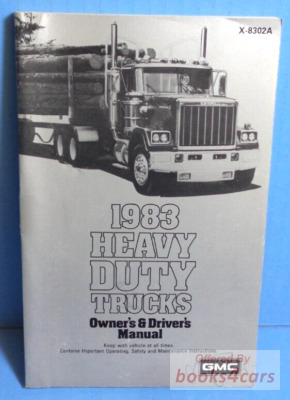 X-8302A
1983
HEAVY
DUTY
TRUCKS
Owner's & Driver's
Manual
Keep with vehicle at all times.
Contains Important Operating, Safety and Maintenance Instructions
Offered By
GMC
books4cars